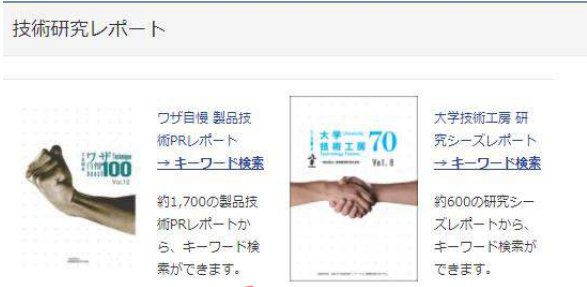 技術研究レポート
ワザ
Technique
100
Vol.12
ワザ自慢 製品技
術PRレポート
→ キーワード検索
約1,700の製品技
術PRレポートか
ら、キーワード検
索ができます。
大学 University
技術工房 70
Vol.8
大学技術工房 研
究シーズレポート
→ キーワード検索
約600の研究シー
ズレポートから、
キーワード検索が
できます。